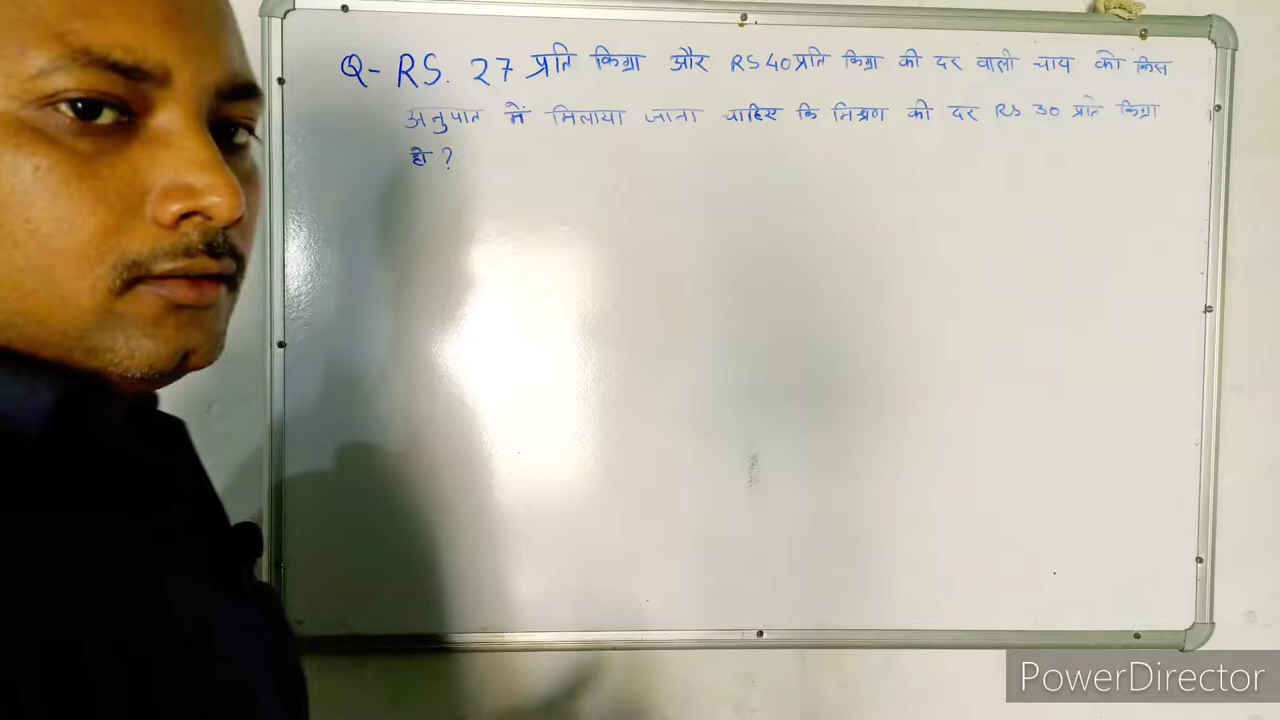 Q- RS. 27 प्रति किग्रा और RS 40 प्रति किग्रा की दर वाली चाय को किस
अनुपात में मिलाया जाना चाहिए कि मिश्रण की दर Rs 30 प्रति किग्रा
हो ?
PowerDirector